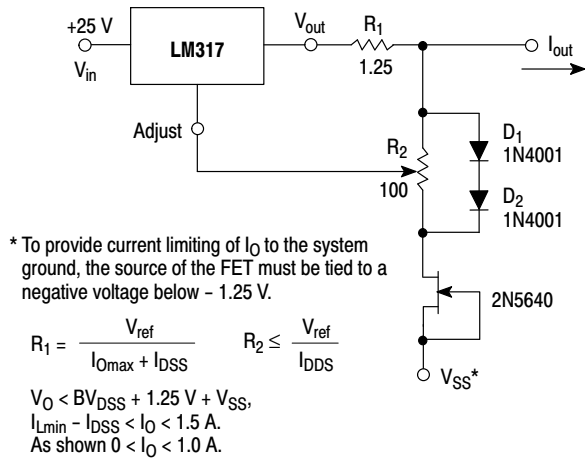 +25 V
V_in
LM317
V_out
R_1
1.25
I_out
Adjust
R_2
100
D_1
1N4001
D_2
1N4001
* To provide current limiting of I_O to the system
ground, the source of the FET must be tied to a
negative voltage below – 1.25 V.
2N5640
V_SS*
R_1 = V_ref / (I_Omax + I_DSS)
R_2 ≤ V_ref / I_DDS
V_O < BV_DSS + 1.25 V + V_SS,
I_Lmin – I_DSS < I_O < 1.5 A.
As shown 0 < I_O < 1.0 A.